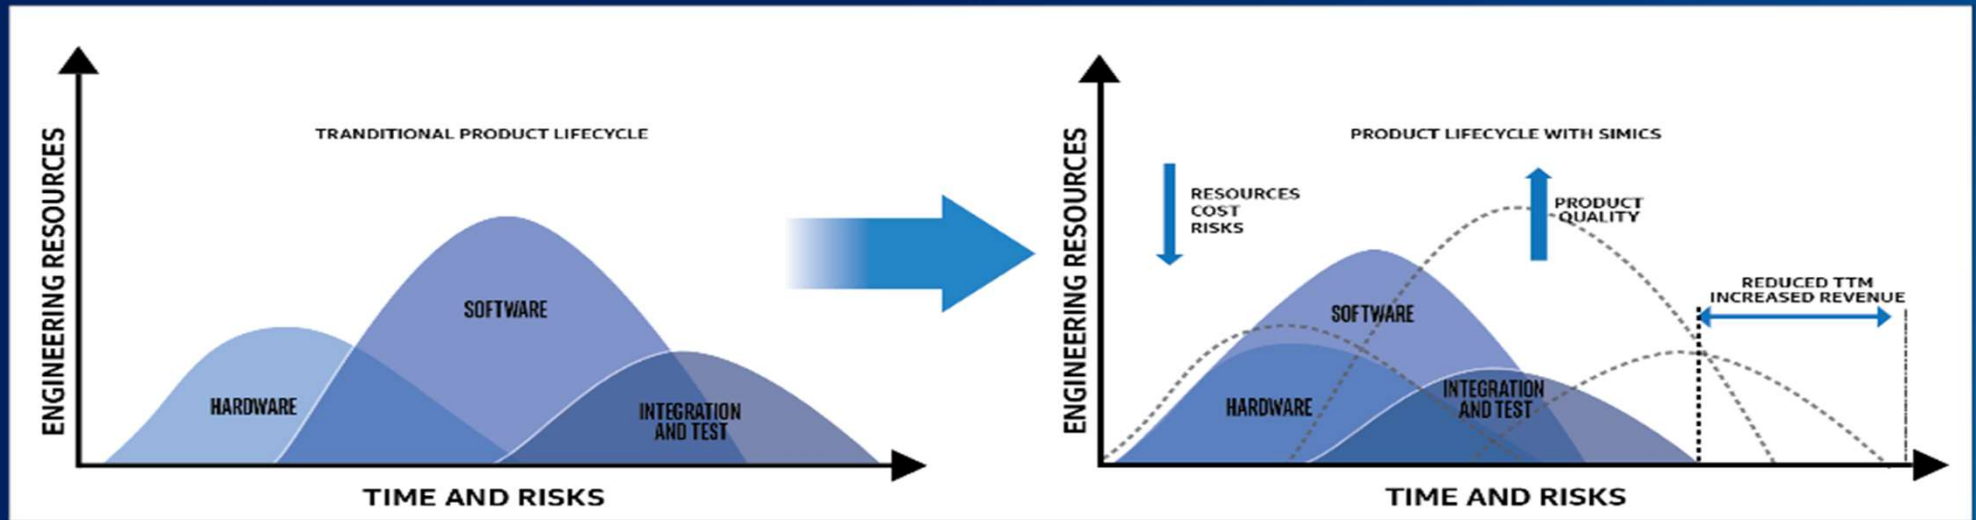 ENGINEERING RESOURCES
TRANDITIONAL PRODUCT LIFECYCLE
HARDWARE
SOFTWARE
INTEGRATION
AND TEST
TIME AND RISKS
ENGINEERING RESOURCES
PRODUCT LIFECYCLE WITH SIMICS
RESOURCES
COST
RISKS
PRODUCT
QUALITY
REDUCED TTM
INCREASED REVENUE
SOFTWARE
HARDWARE
INTEGRATION
AND TEST
TIME AND RISKS